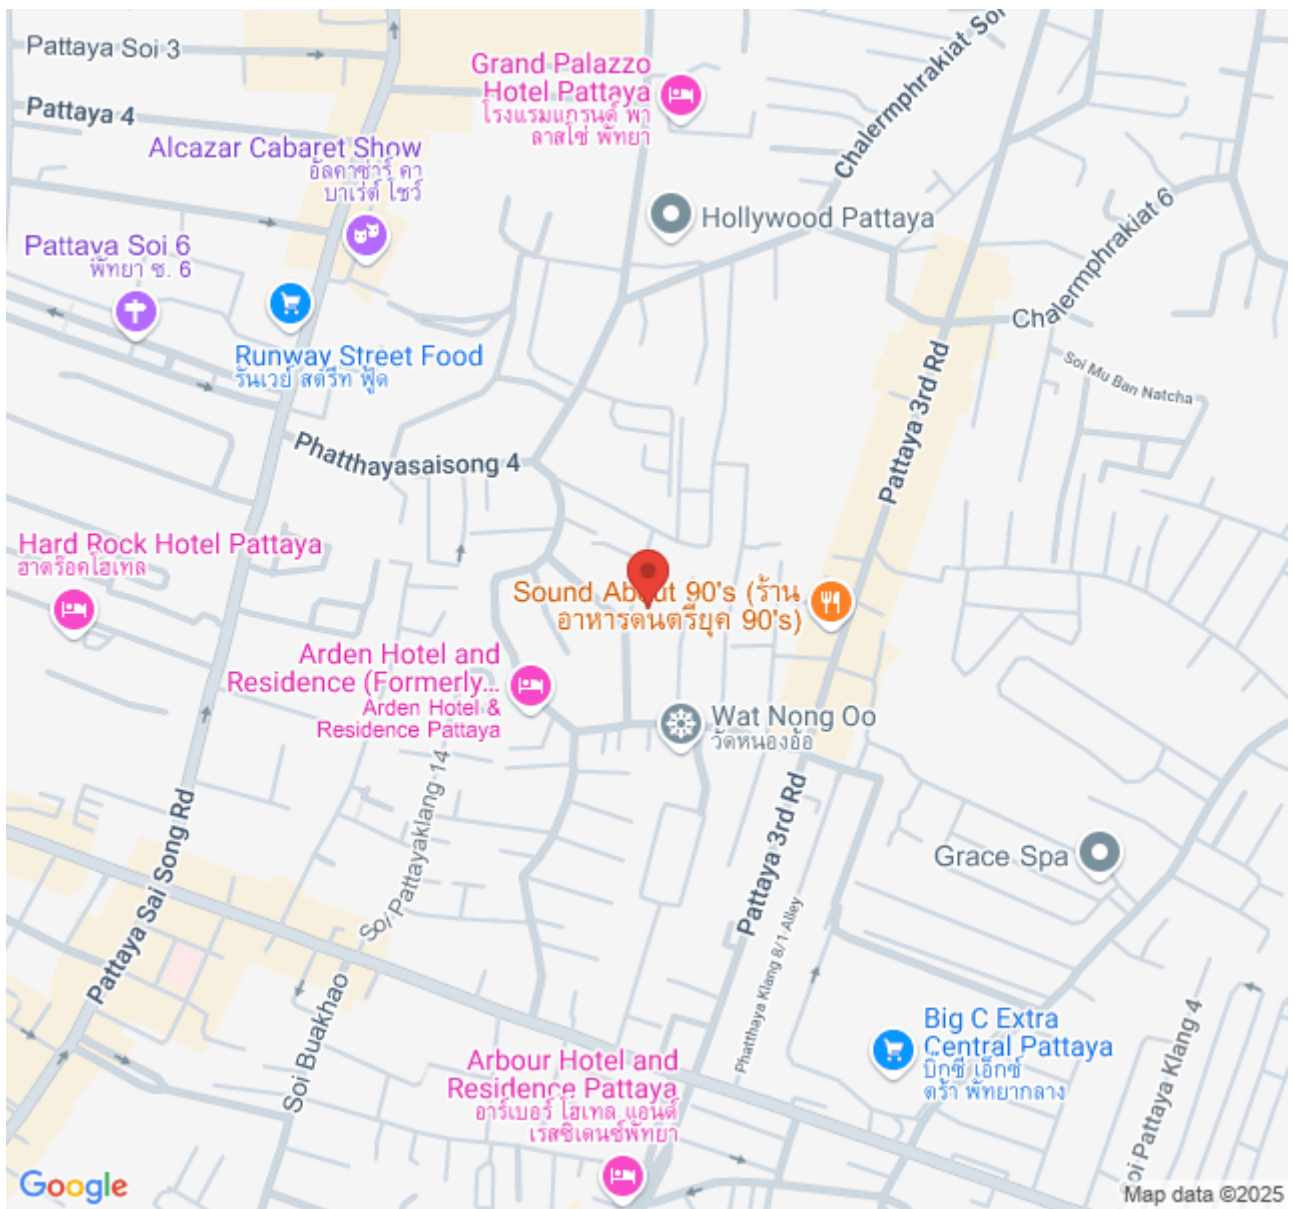 Pattaya Soi 3
Pattaya 4
Grand Palazzo
Hotel Pattaya
โรงแรมแกรนด์ พา
ลาสโซ่ พัทยา
Chalermphrakiat Soi
Alcazar Cabaret Show
อัลคาซ่าร์ คา
บาเร่ต์ โชว์
Hollywood Pattaya
Chalermphrakiat 6
Pattaya Soi 6
พัทยา ซ. 6
Chalermphrakiat 6
Runway Street Food
รันเวย์ สตรีท ฟู้ด
Soi Mu Ban Natcha
Pattaya 3rd Rd
Phatthayasaisong 4
Hard Rock Hotel Pattaya
ฮาดร๊อคโฮเทล
Sound About 90's (ร้าน
อาหารดนตรียุค 90's)
Arden Hotel and
Residence (Formerly...
Arden Hotel &
Residence Pattaya
Wat Nong Oo
วัดหนองอ้อ
Soi Pattayaklang 14
Pattaya Sai Song Rd
Pattaya 3rd Rd
Grace Spa
Phatthaya Klang 8/1 Alley
Soi Buakhao
Big C Extra
Central Pattaya
บิ๊กซี เอ็กซ์
ตร้า พัทยากลาง
Soi Pattaya Klang 4
Arbour Hotel and
Residence Pattaya
อาร์เบอร์ โฮเทล แอนด์
เรสซิเดนซ์พัทยา
Google
Map data ©2025